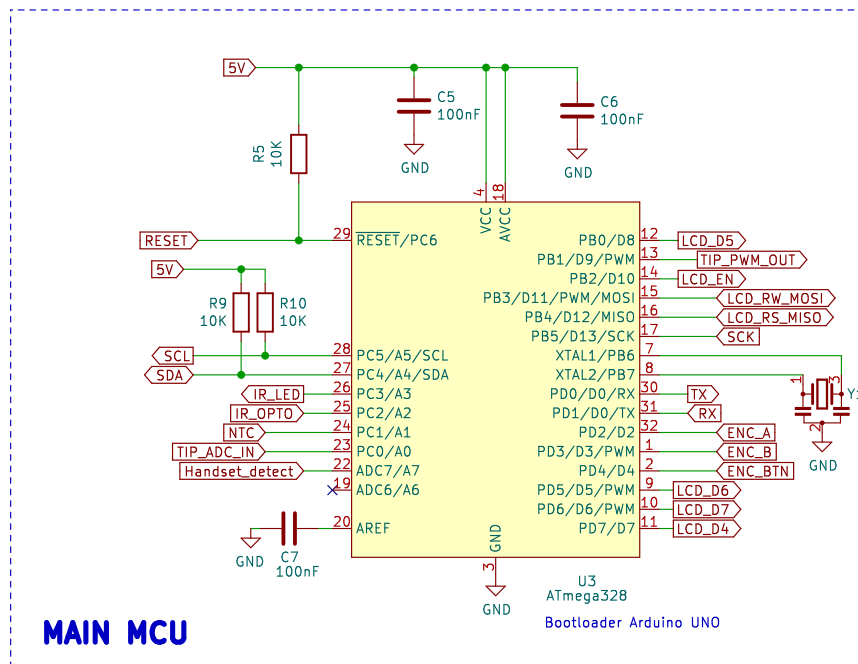 5V
C5
100nF
GND
C6
100nF
GND
R5
10K
4
VCC
18
AVCC
RESET
29
RESET/PC6
5V
R9
10K
R10
10K
SCL
28
PC5/A5/SCL
SDA
27
PC4/A4/SDA
IR_LED
26
PC3/A3
IR_OPTO
25
PC2/A2
NTC
24
PC1/A1
TIP_ADC_IN
23
PC0/A0
Handset_detect
22
ADC7/A7
19
ADC6/A6
20
AREF
GND
C7
100nF
PB0/D8
12
LCD_D5
PB1/D9/PWM
13
TIP_PWM_OUT
PB2/D10
14
LCD_EN
PB3/D11/PWM/MOSI
15
LCD_RW_MOSI
PB4/D12/MISO
16
LCD_RS_MISO
PB5/D13/SCK
17
SCK
XTAL1/PB6
7
XTAL2/PB7
8
1
3
2
GND
PD0/D0/RX
30
TX
PD1/D0/TX
31
RX
PD2/D2
32
ENC_A
PD3/D3/PWM
1
ENC_B
PD4/D4
2
ENC_BTN
PD5/D5/PWM
9
LCD_D6
PD6/D6/PWM
10
LCD_D7
PD7/D7
11
LCD_D4
GND
3
GND
U3
ATmega328
Bootloader Arduino UNO
MAIN MCU